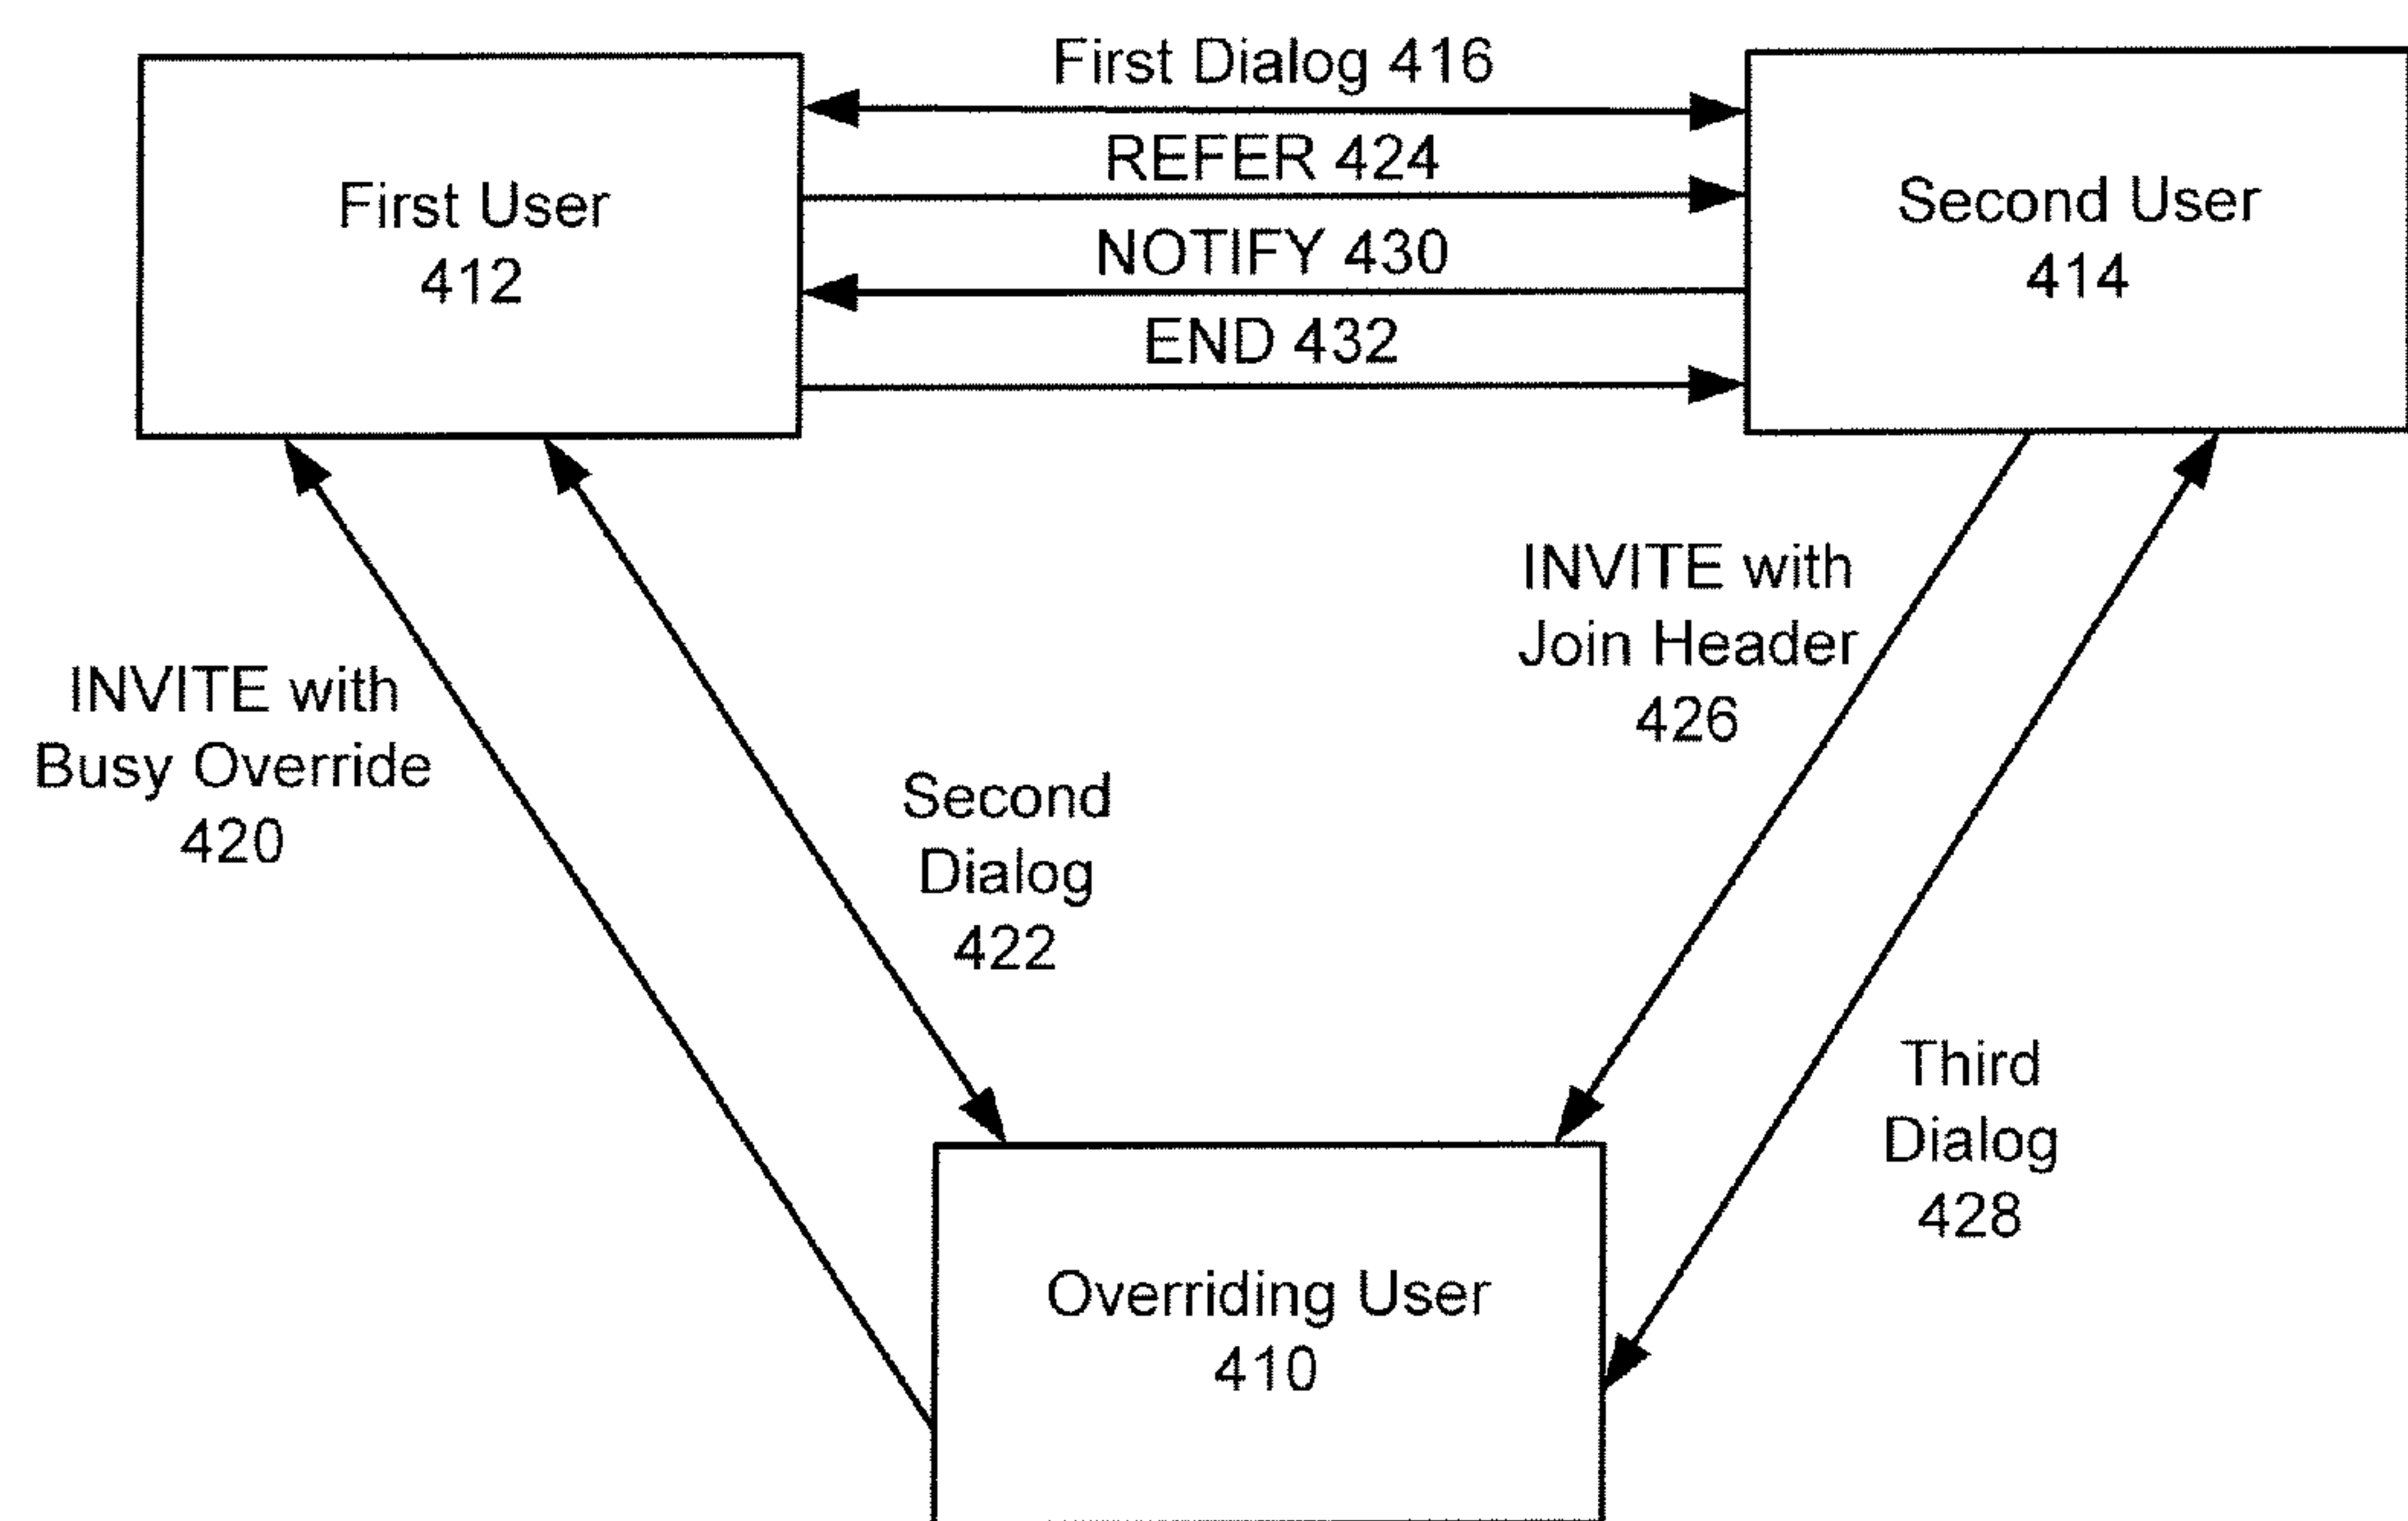 First Dialog 416
REFER 424
NOTIFY 430
END 432
First User
412
Second User
414
INVITE with
Busy Override
420
Second
Dialog
422
INVITE with
Join Header
426
Third
Dialog
428
Overriding User
410